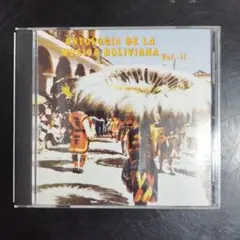 ANTOLOGIA DE LA
MUSICA BOLIVIANA Vol. II